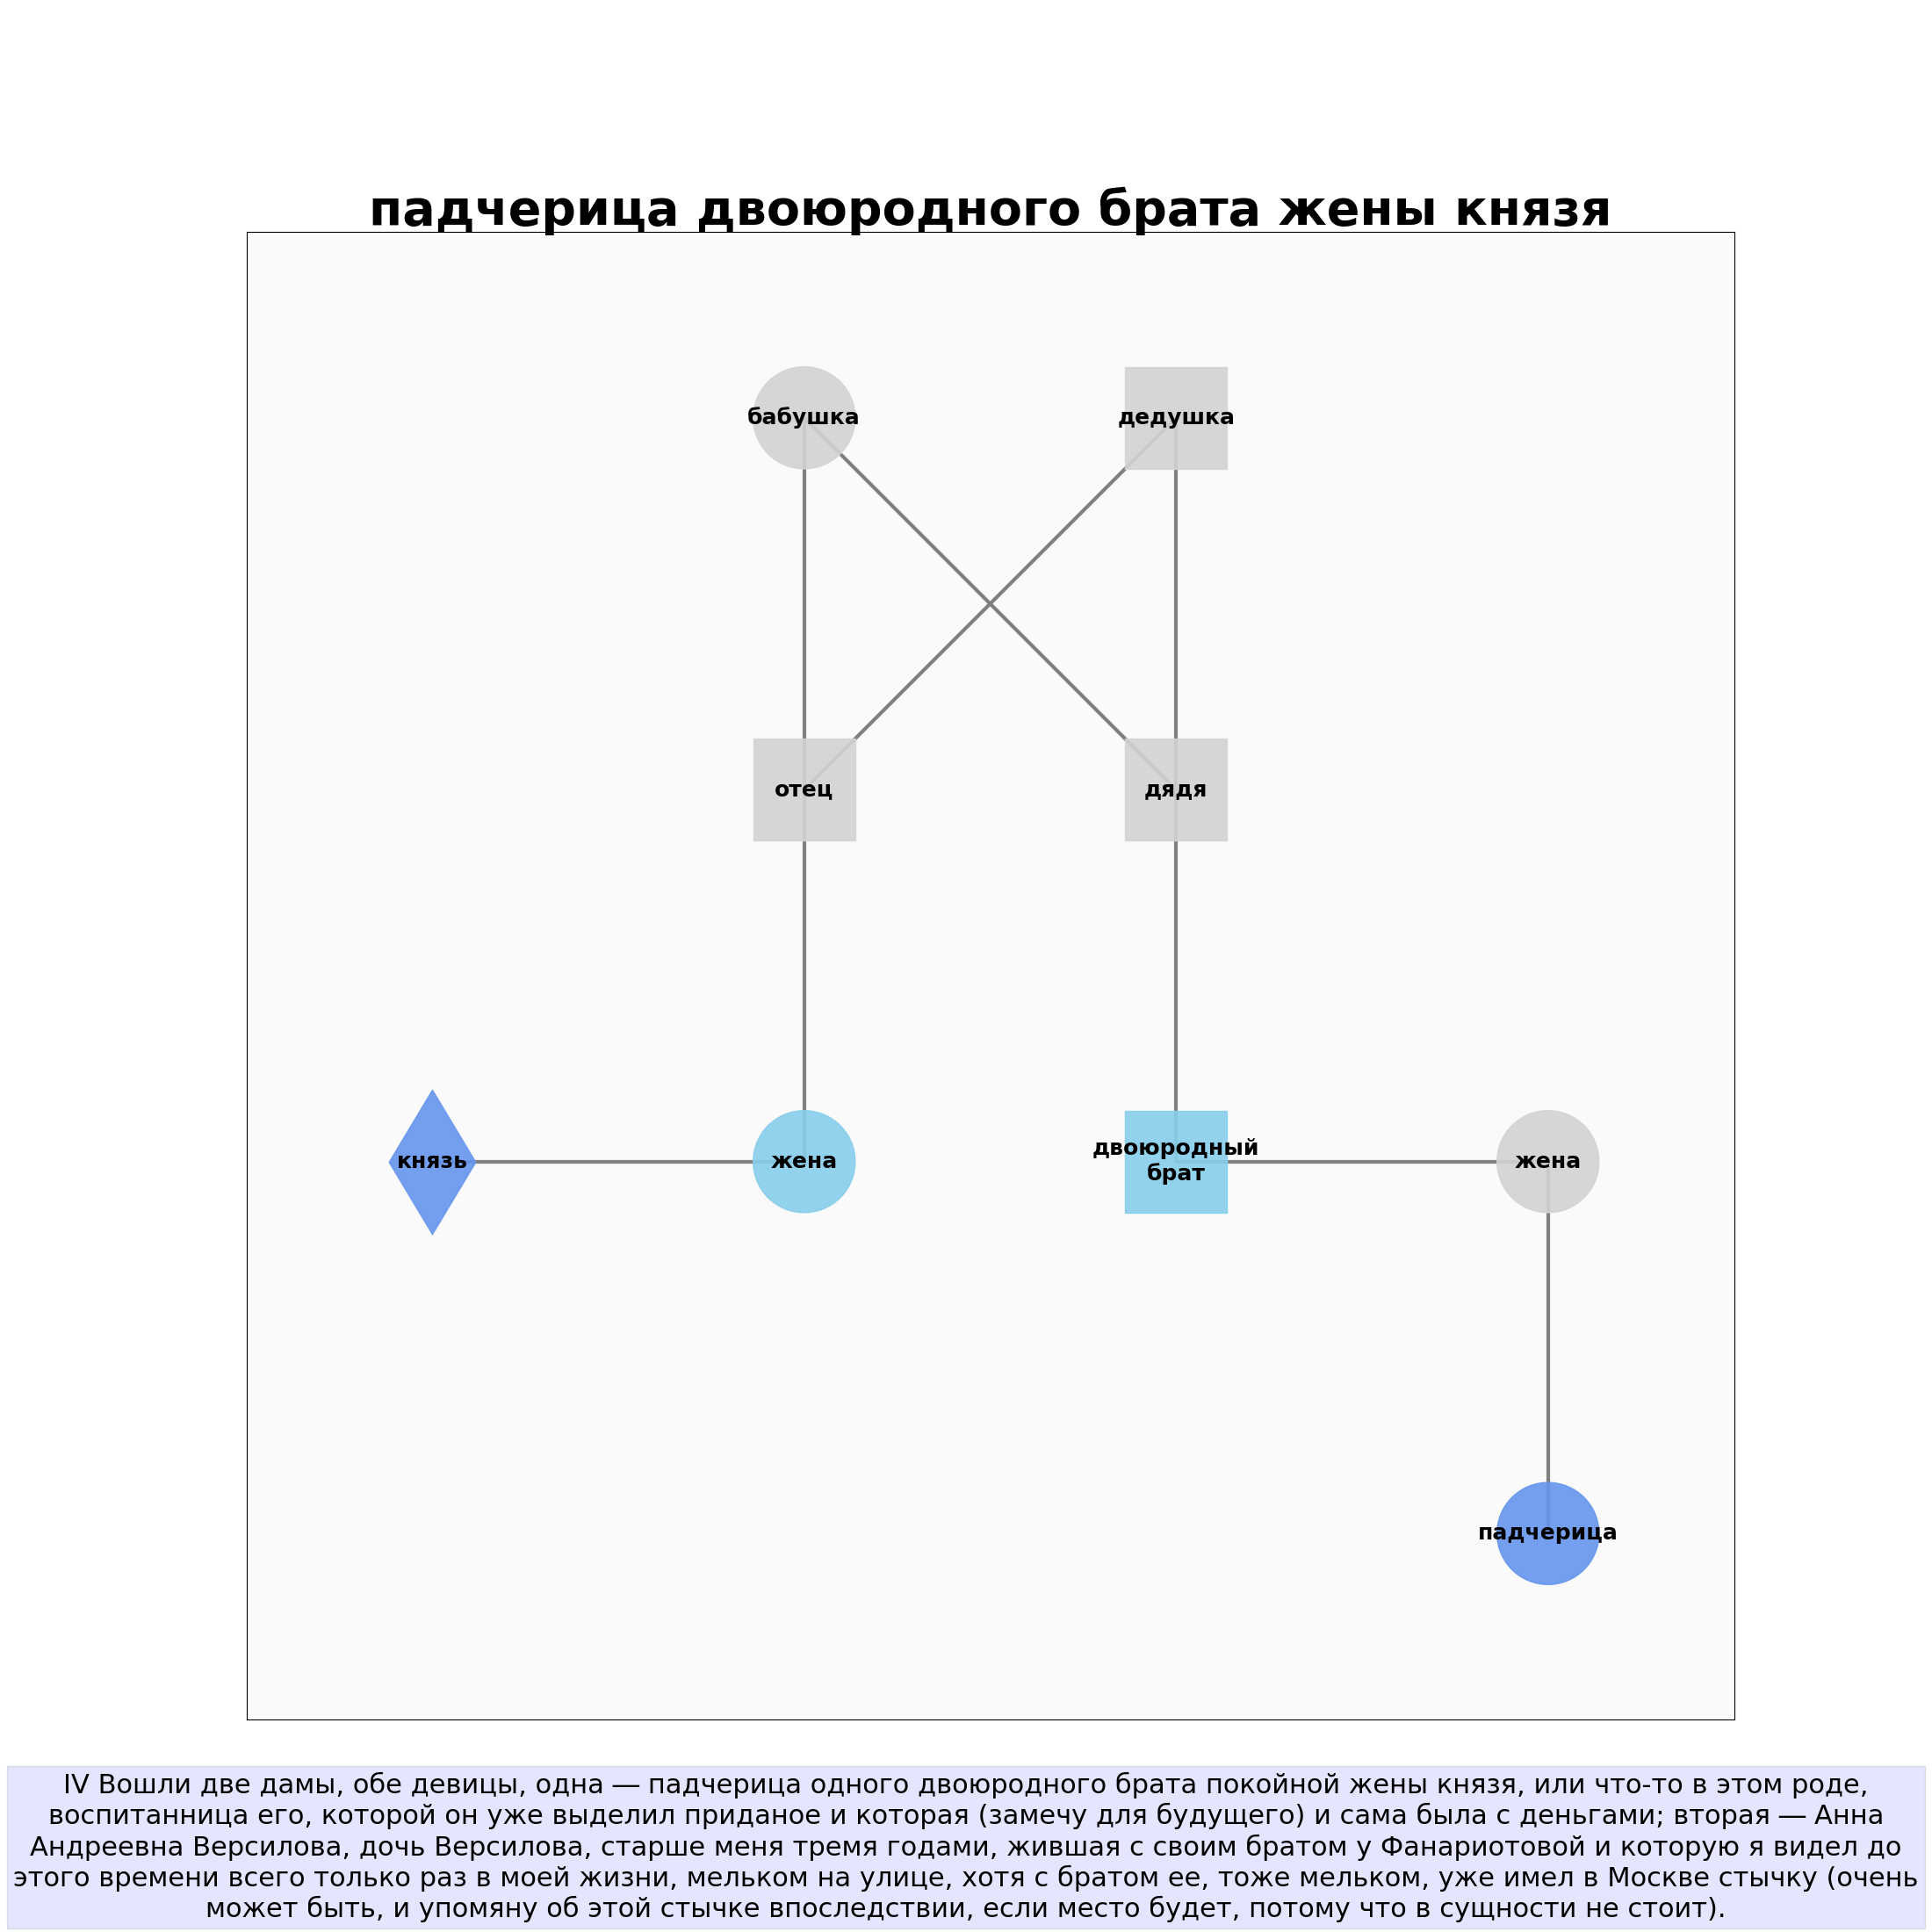 падчерица двоюродного брата жены князя
бабушка
дедушка
отец
дядя
князь
жена
двоюродный
брат
жена
падчерица
IV Вошли две дамы, обе девицы, одна — падчерица одного двоюродного брата покойной жены князя, или что-то в этом роде,
воспитанница его, которой он уже выделил приданое и которая (замечу для будущего) и сама была с деньгами; вторая — Анна
Андреевна Версилова, дочь Версилова, старше меня тремя годами, жившая с своим братом у Фанариотовой и которую я видел до
этого времени всего только раз в моей жизни, мельком на улице, хотя с братом ее, тоже мельком, уже имел в Москве стычку (очень
может быть, и упомяну об этой стычке впоследствии, если место будет, потому что в сущности не стоит).